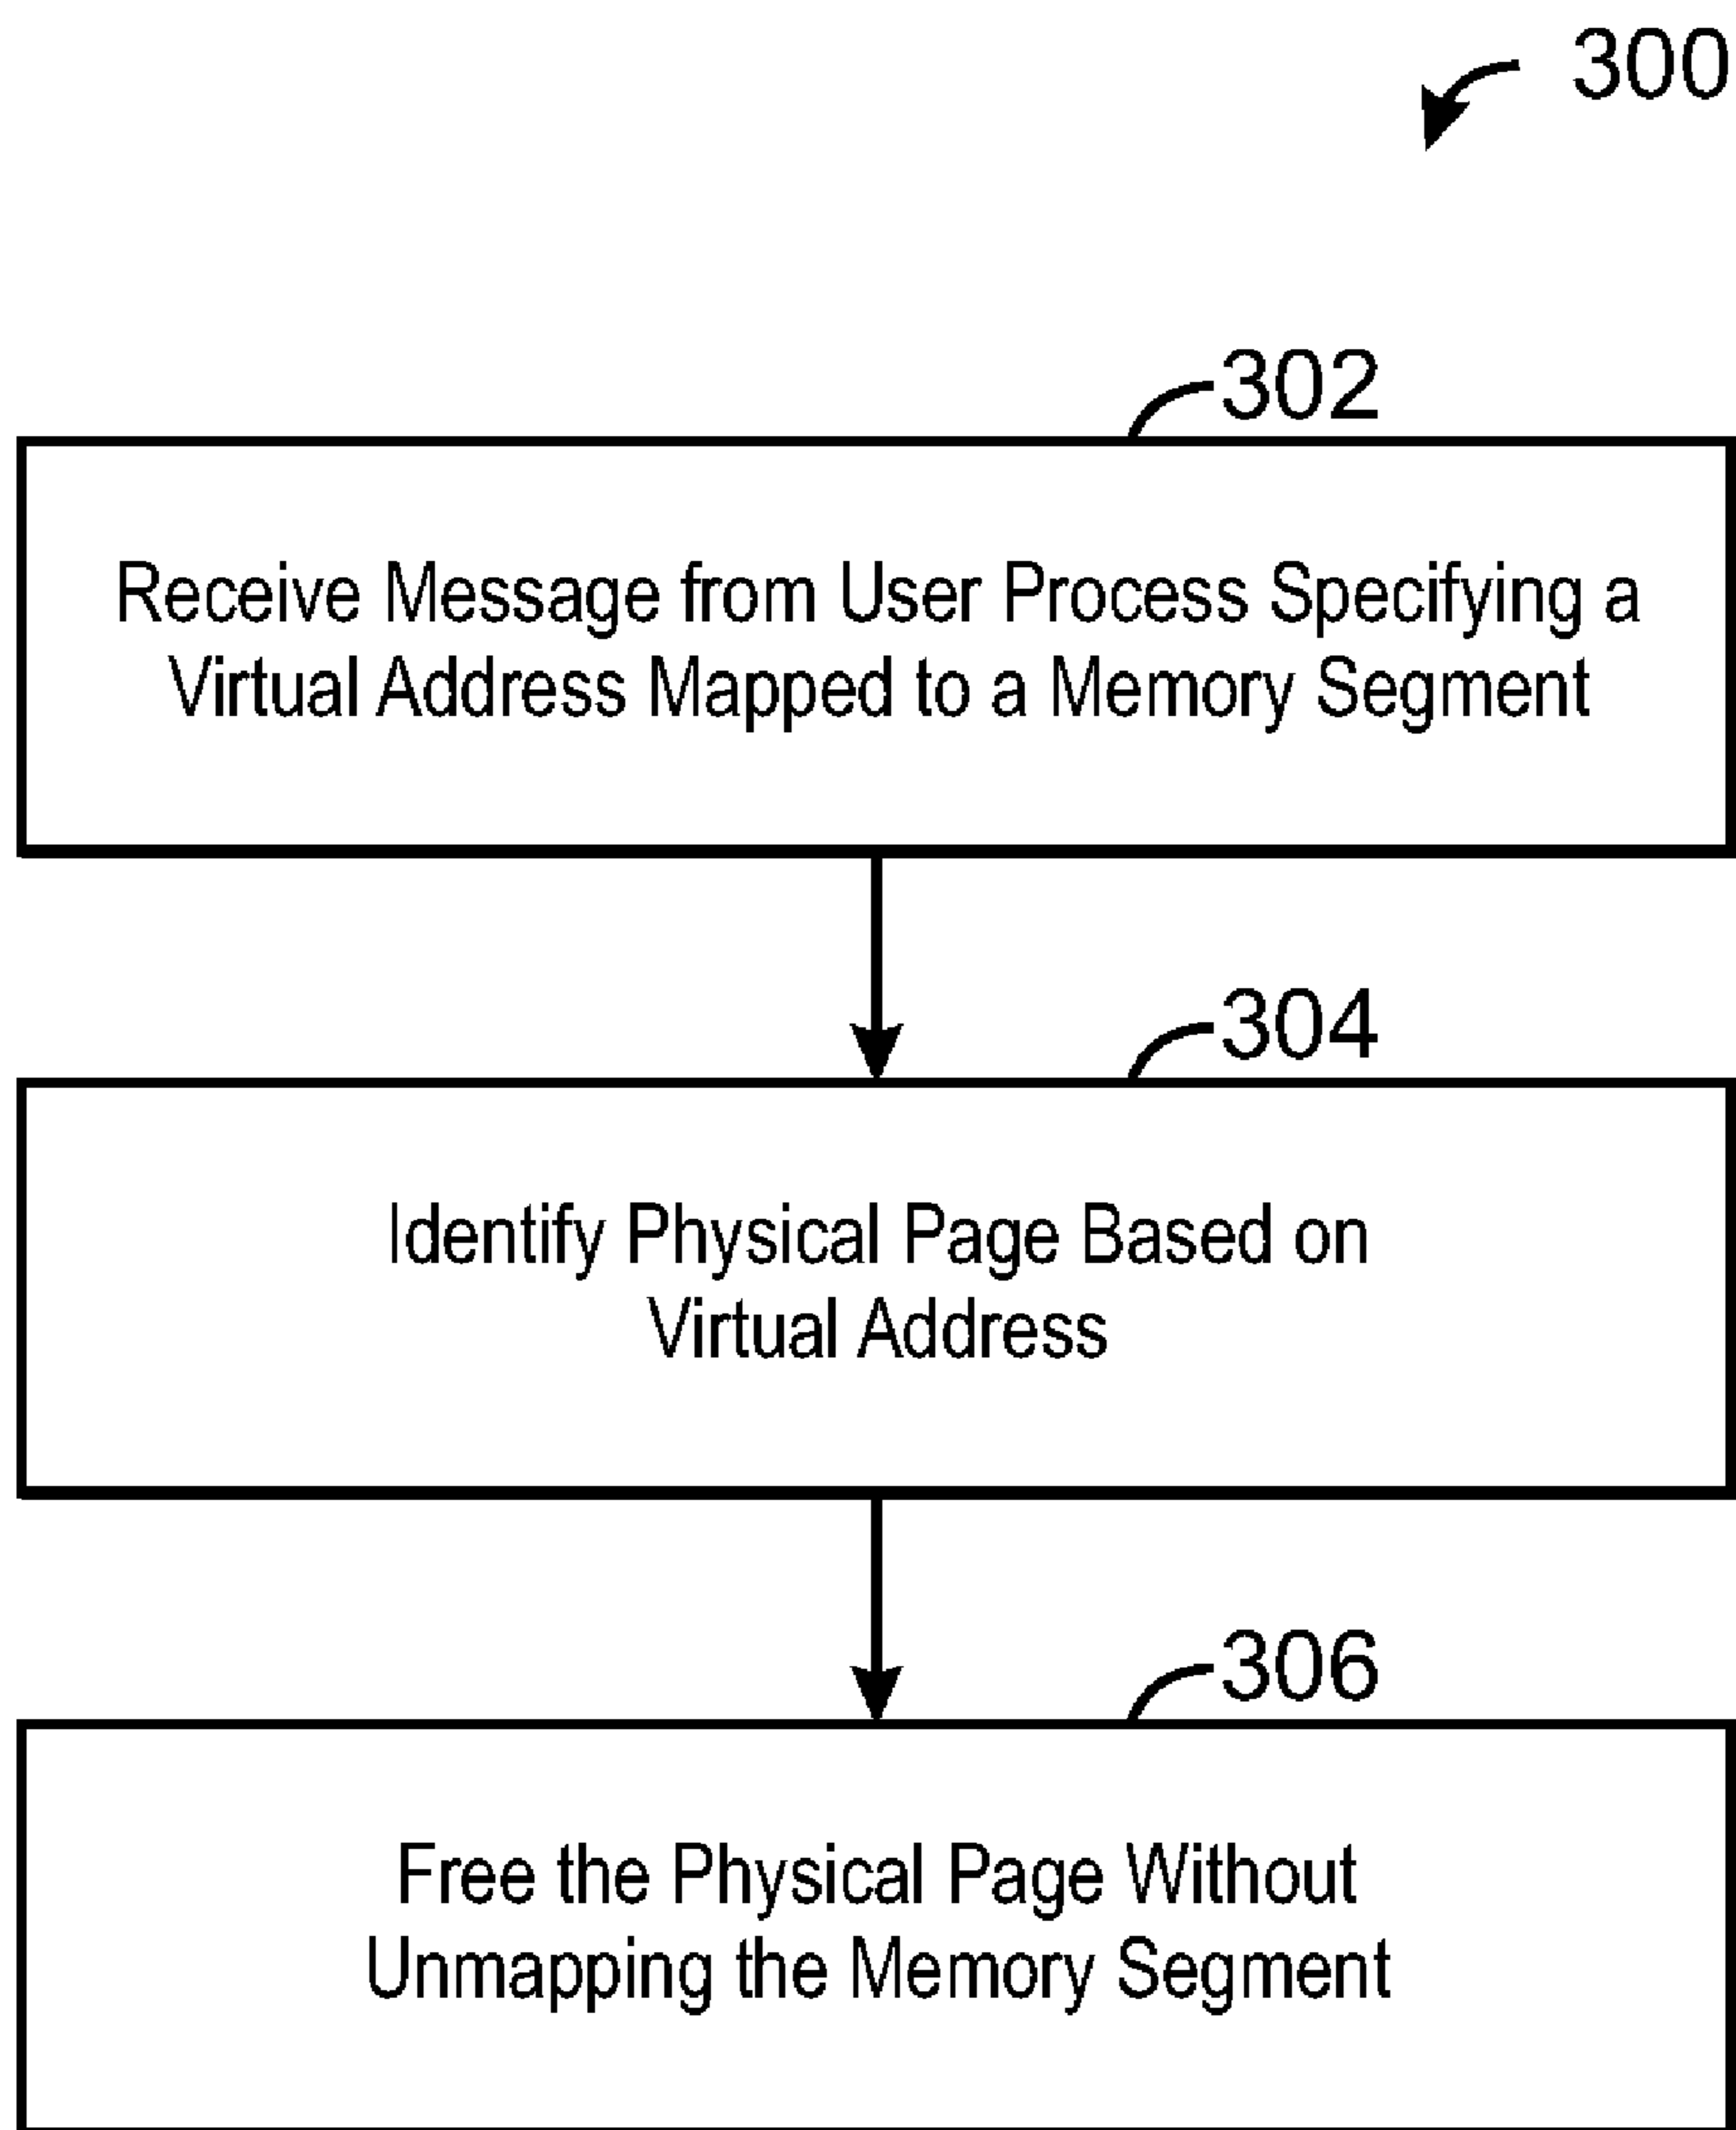 300
302
Receive Message from User Process Specifying a
Virtual Address Mapped to a Memory Segment
304
Identify Physical Page Based on
Virtual Address
306
Free the Physical Page Without
Unmapping the Memory Segment